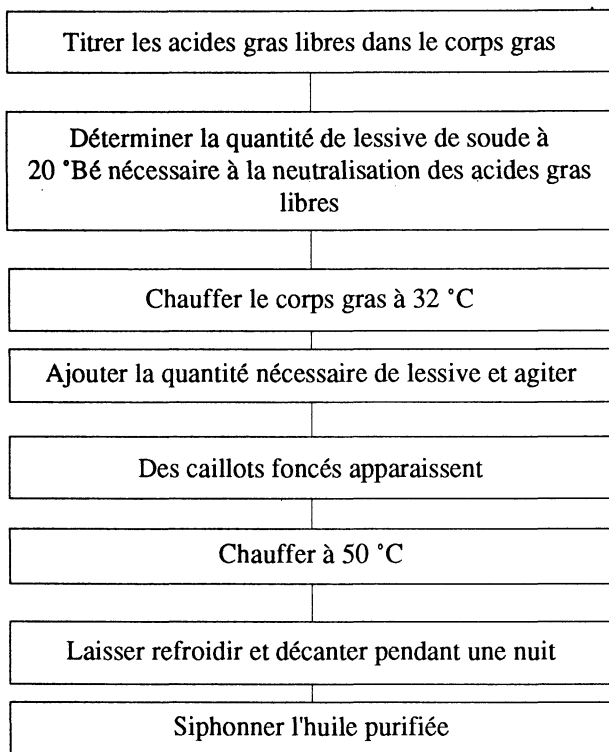 Titrer les acides gras libres dans le corps gras
Déterminer la quantité de lessive de soude à
20 °Bé nécessaire à la neutralisation des acides gras
libres
Chauffer le corps gras à 32 °C
Ajouter la quantité nécessaire de lessive et agiter
Des caillots foncés apparaissent
Chauffer à 50 °C
Laisser refroidir et décanter pendant une nuit
Siphonner l'huile purifiée